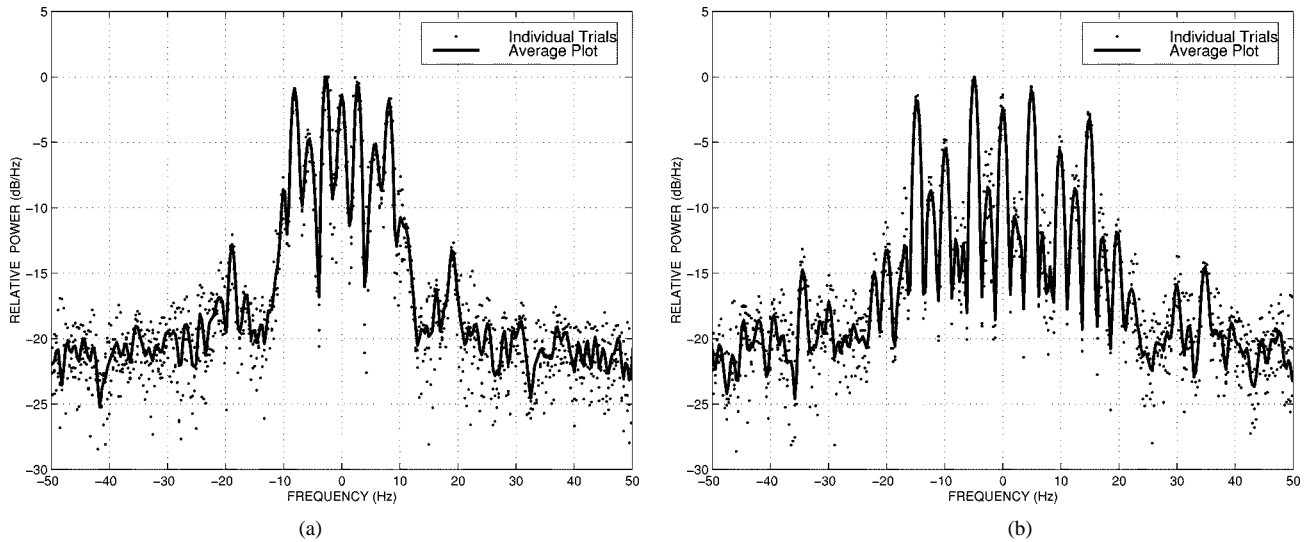 5
0
−5
−10
−15
−20
−25
−30
RELATIVE POWER (dB/Hz)
Individual Trials
Average Plot
−50 −40 −30 −20 −10 0 10 20 30 40 50
FREQUENCY (Hz)
(a)
5
0
−5
−10
−15
−20
−25
−30
RELATIVE POWER (dB/Hz)
Individual Trials
Average Plot
−50 −40 −30 −20 −10 0 10 20 30 40 50
FREQUENCY (Hz)
(b)